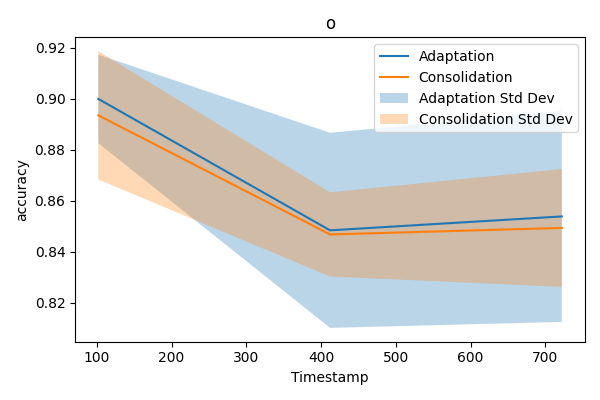 o
0.92
0.90
0.88
0.86
0.84
0.82
accuracy
Adaptation
Consolidation
Adaptation Std Dev
Consolidation Std Dev
100 200 300 400 500 600 700
Timestamp